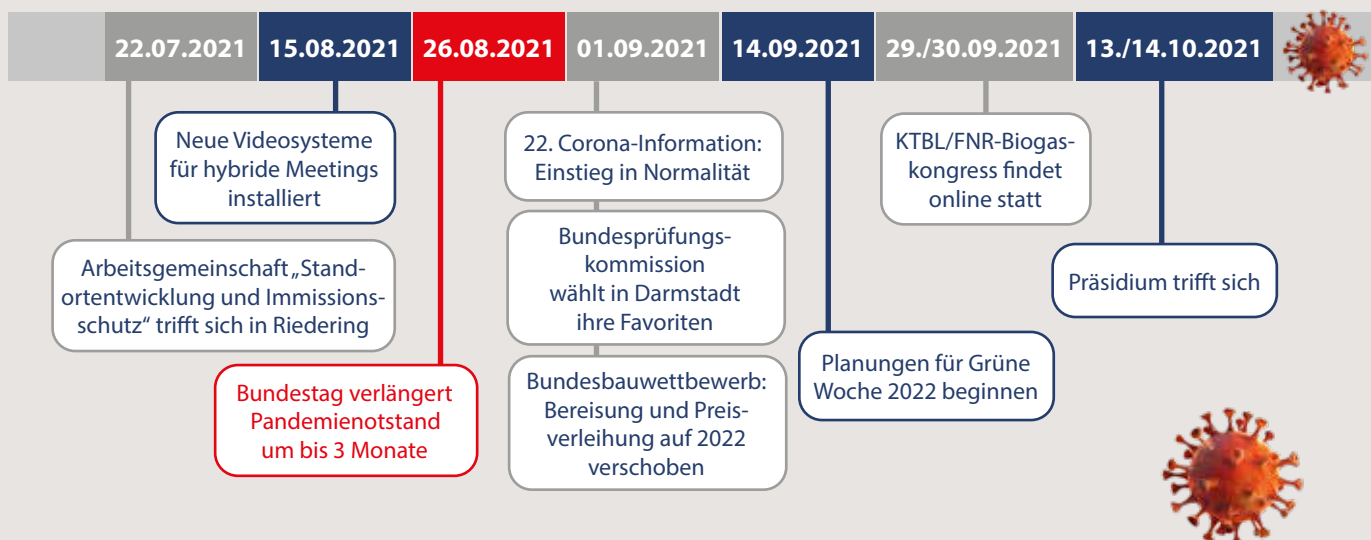 22.07.2021
15.08.2021
26.08.2021
01.09.2021
14.09.2021
29./30.09.2021
13./14.10.2021
Arbeitsgemeinschaft „Stand-
ortentwicklung und Immissions-
schutz“ trifft sich in Riedering
Neue Videosysteme
für hybride Meetings
installiert
Bundestag verlängert
Pandemienotstand
um bis 3 Monate
22. Corona-Information:
Einstieg in Normalität
Bundesprüfungs-
kommission
wählt in Darmstadt
ihre Favoriten
Bundesbauwettbewerb:
Bereisung und Preis-
verleihung auf 2022
verschoben
Planungen für Grüne
Woche 2022 beginnen
KTBL/FNR-Biogas-
kongress findet
online statt
Präsidium trifft sich